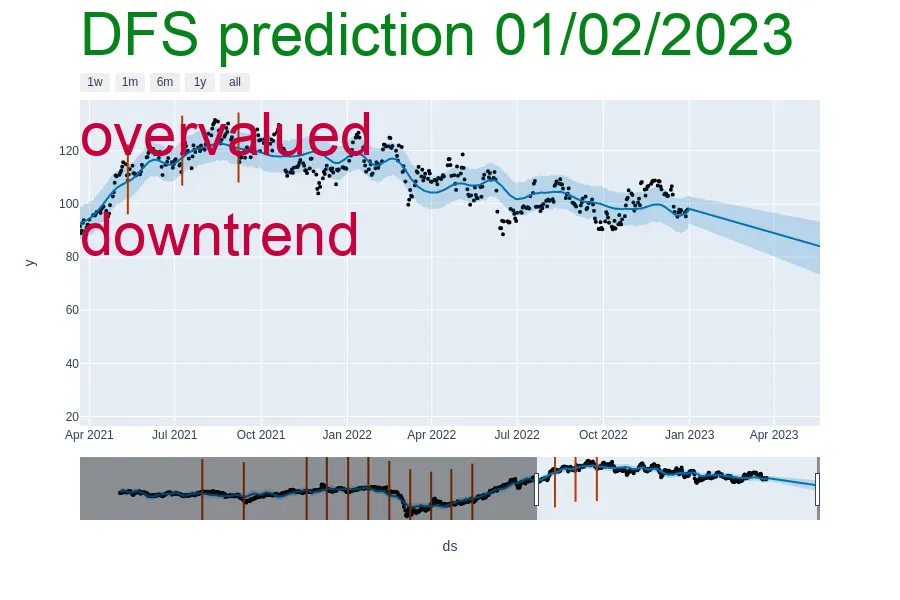 DFS prediction 01/02/2023
1w 1m 6m 1y all
overvalued
120
100
downtrend
80
y
60
40
20
Apr 2021 Jul 2021 Oct 2021 Jan 2022 Apr 2022 Jul 2022 Oct 2022 Jan 2023 Apr 2023
ds